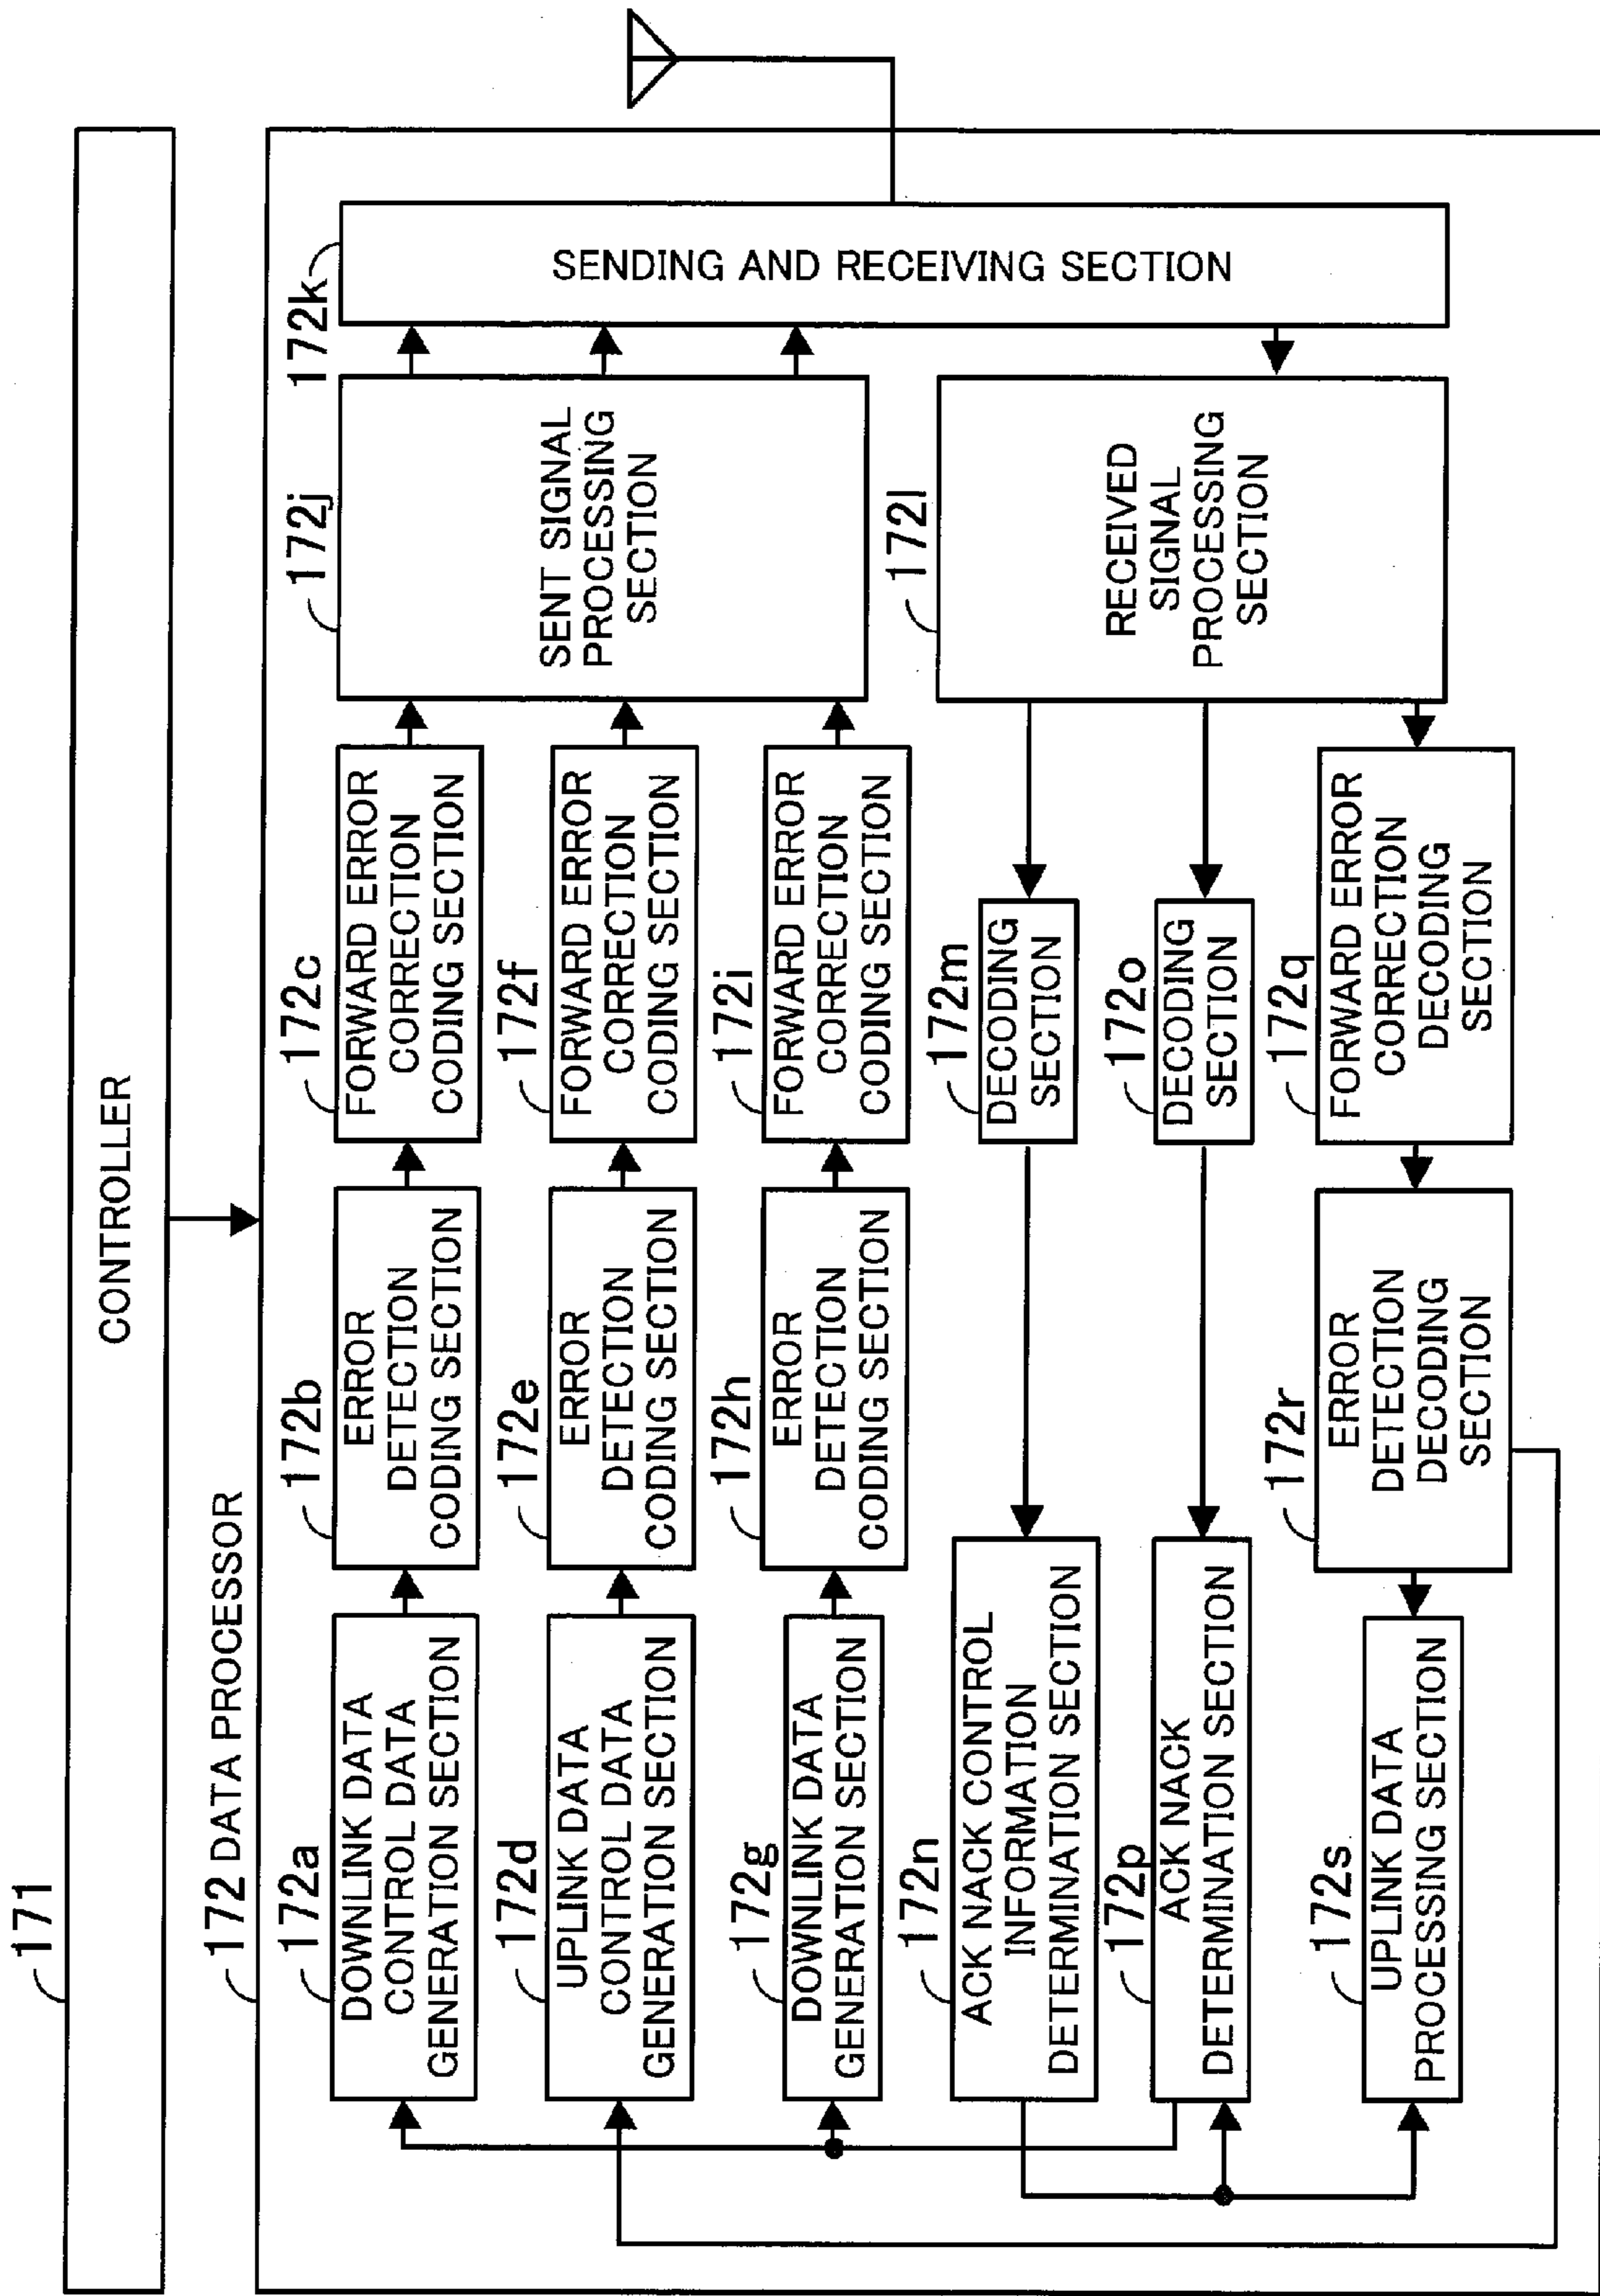 171
CONTROLLER
172 DATA PROCESSOR
172a
DOWNLINK DATA
CONTROL DATA
GENERATION SECTION
172b
ERROR
DETECTION
CODING SECTION
172c
FORWARD ERROR
CORRECTION
CODING SECTION
172j
SENT SIGNAL
PROCESSING
SECTION
172k
SENDING AND RECEIVING SECTION
172d
UPLINK DATA
CONTROL DATA
GENERATION SECTION
172e
ERROR
DETECTION
CODING SECTION
172f
FORWARD ERROR
CORRECTION
CODING SECTION
172g
DOWNLINK DATA
GENERATION SECTION
172h
ERROR
DETECTION
CODING SECTION
172i
FORWARD ERROR
CORRECTION
CODING SECTION
172n
ACK NACK CONTROL
INFORMATION
DETERMINATION SECTION
172m
DECODING
SECTION
172l
RECEIVED
SIGNAL
PROCESSING
SECTION
172p
ACK NACK
DETERMINATION SECTION
172o
DECODING
SECTION
172s
UPLINK DATA
PROCESSING SECTION
172r
ERROR
DETECTION
DECODING
SECTION
172q
FORWARD ERROR
CORRECTION
DECODING
SECTION